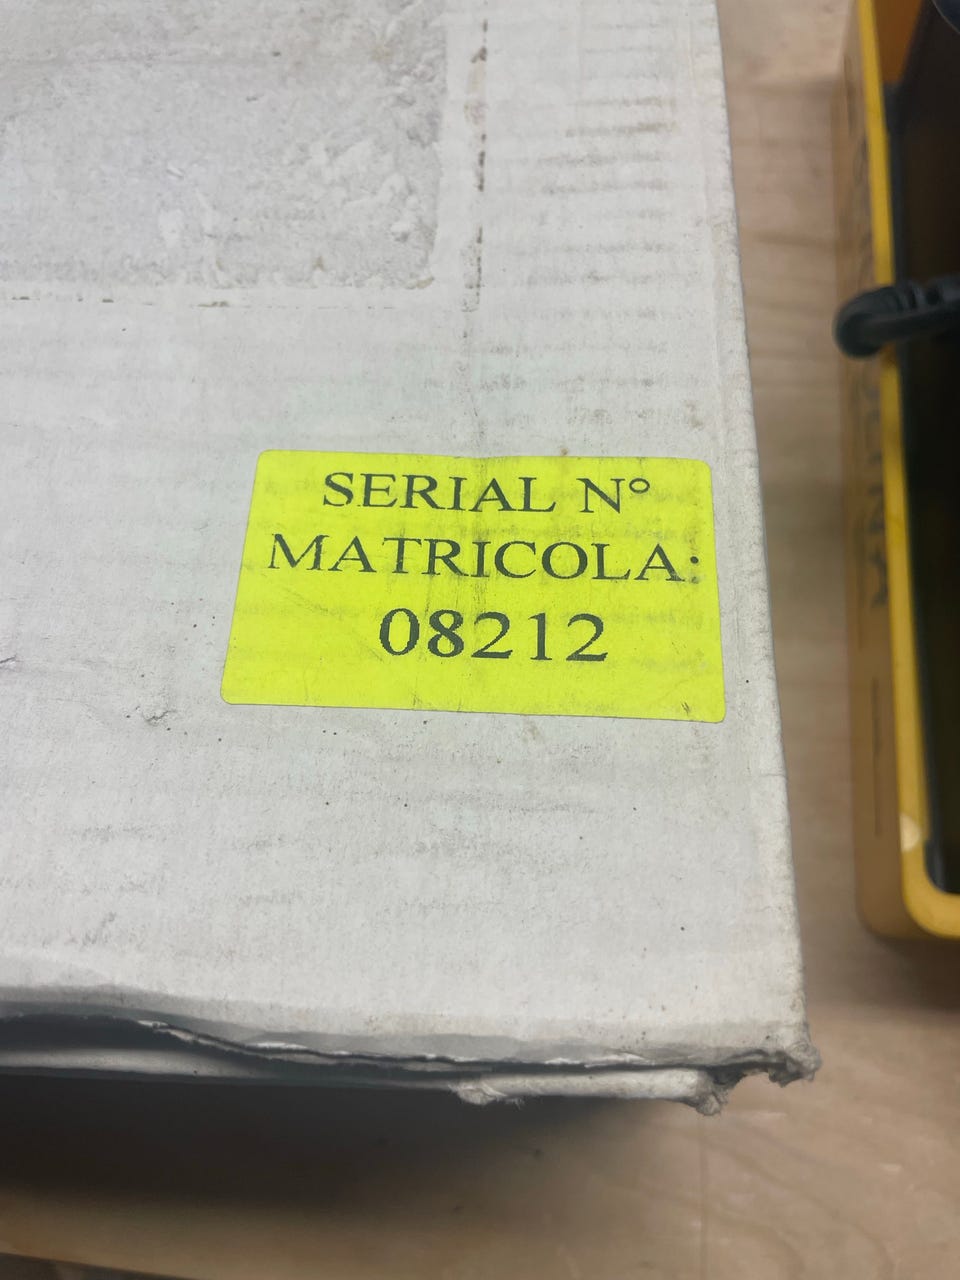 SERIAL N°
MATRICOLA:
08212